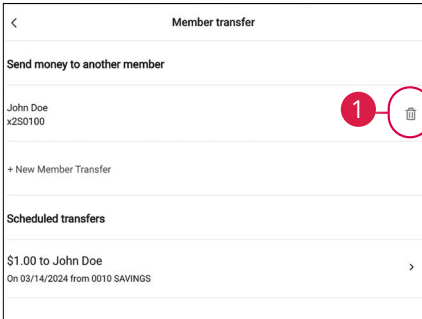 Member transfer
Send money to another member
John Doe
x2S0100
1
+ New Member Transfer
Scheduled transfers
$1.00 to John Doe
On 03/14/2024 from 0010 SAVINGS